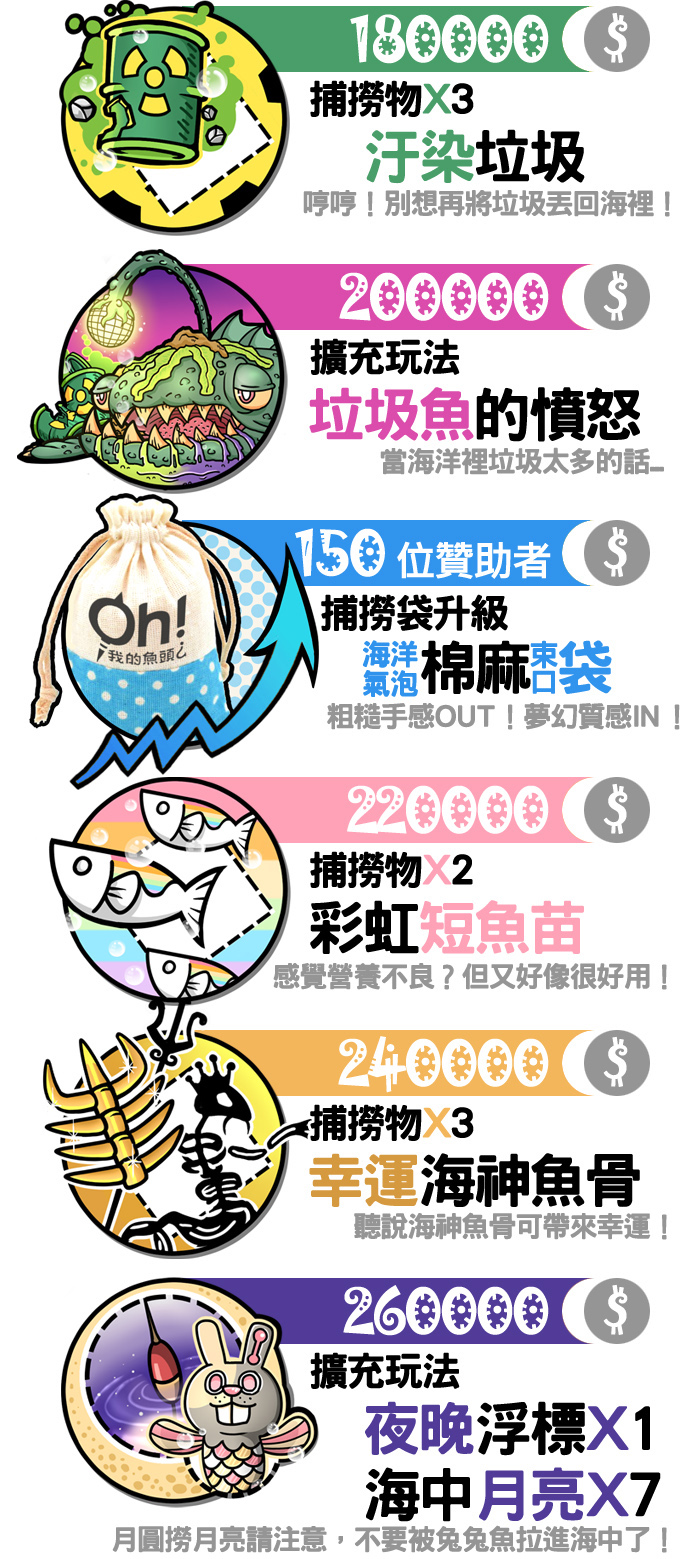 180000 $
捕撈物X3
汙染垃圾
哼哼！別想再將垃圾丟回海裡！
200000 $
擴充玩法
垃圾魚的憤怒
當海洋裡垃圾太多的話...
150 位贊助者 $
Oh!
¡我的魚頭¿
捕撈袋升級
海洋氣泡棉麻束口袋
粗糙手感OUT！夢幻質感IN！
220000 $
捕撈物X2
彩虹短魚苗
感覺營養不良？但又好像很好用！
240000 $
捕撈物X3
幸運海神魚骨
聽說海神魚骨可帶來幸運！
260000 $
擴充玩法
夜晚浮標X1
海中月亮X7
月圓撈月亮請注意，不要被兔兔魚拉進海中了！